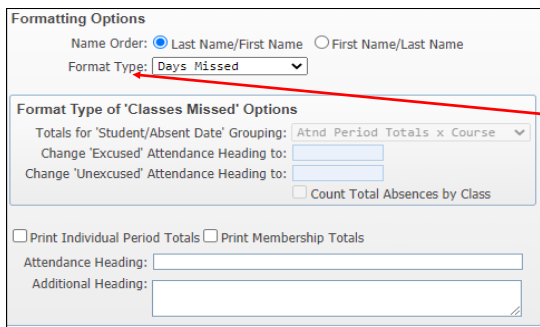 Formatting Options
Name Order: Last Name/First Name First Name/Last Name
Format Type: Days Missed
Format Type of 'Classes Missed' Options
Totals for 'Student/Absent Date' Grouping: Atnd Period Totals x Course
Change 'Excused' Attendance Heading to:
Change 'Unexcused' Attendance Heading to:
Count Total Absences by Class
Print Individual Period Totals Print Membership Totals
Attendance Heading:
Additional Heading: